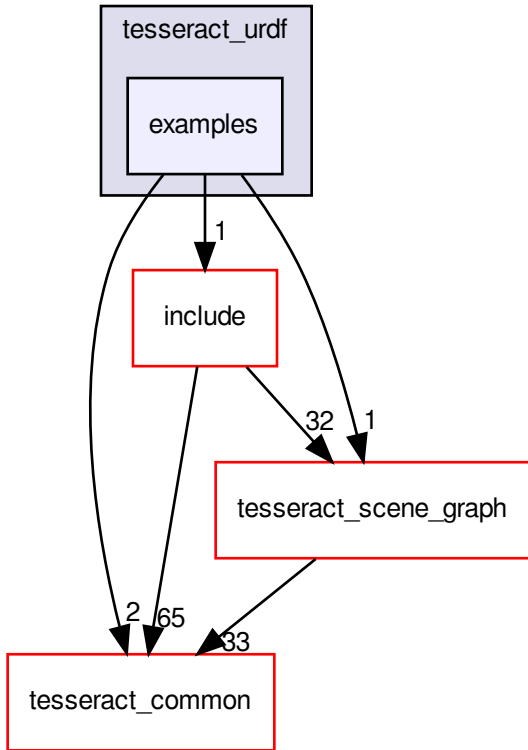 tesseract_urdf
examples
1
include
32
1
tesseract_scene_graph
2
65
33
tesseract_common